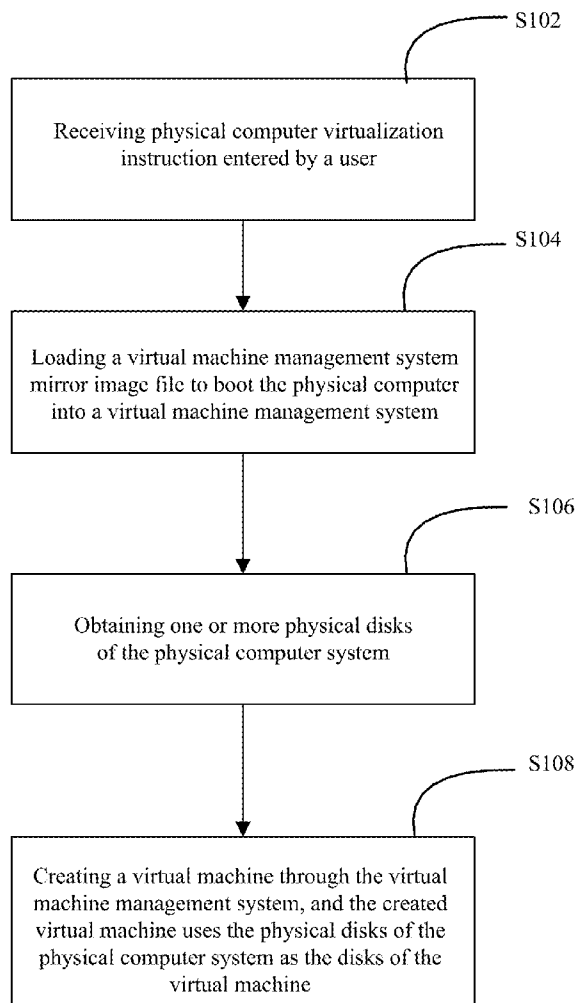 S102
Receiving physical computer virtualization
instruction entered by a user
S104
Loading a virtual machine management system
mirror image file to boot the physical computer
into a virtual machine management system
S106
Obtaining one or more physical disks
of the physical computer system
S108
Creating a virtual machine through the virtual
machine management system, and the created
virtual machine uses the physical disks of the
physical computer system as the disks of the
virtual machine